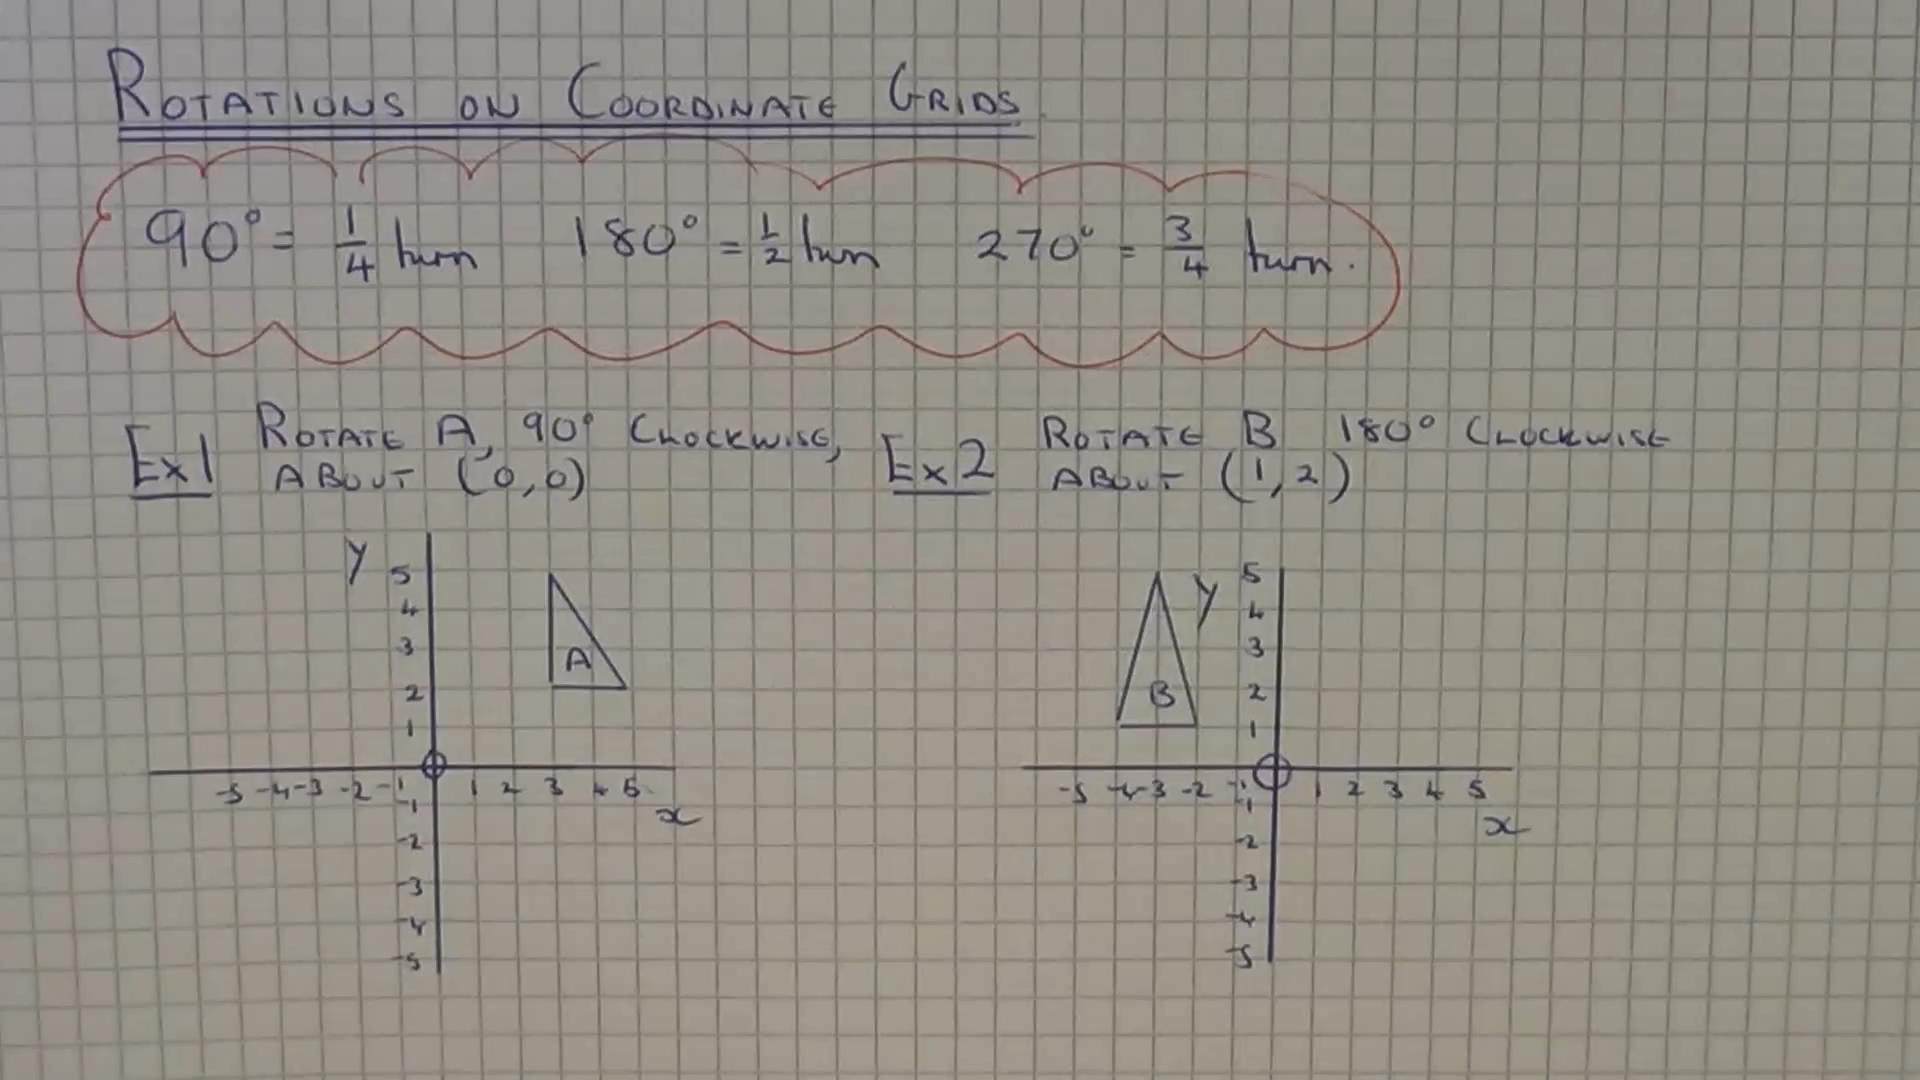 ROTATIONS ON COORDINATE GRIDS
90° = 1/4 turn 180° = 1/2 turn 270° = 3/4 turn.
Ex1 ROTATE A, 90° CLOCKWISE,
ABOUT (0,0)
Ex2 ROTATE B 180° CLOCKWISE
ABOUT (1,2)
y
5
4
3
2
1
A
-5 -4 -3 -2 -1 1 2 3 4 5
x
-1
-2
-3
-4
-5
y
5
4
3
2
1
B
-5 -4 -3 -2 -1 1 2 3 4 5
x
-1
-2
-3
-4
-5